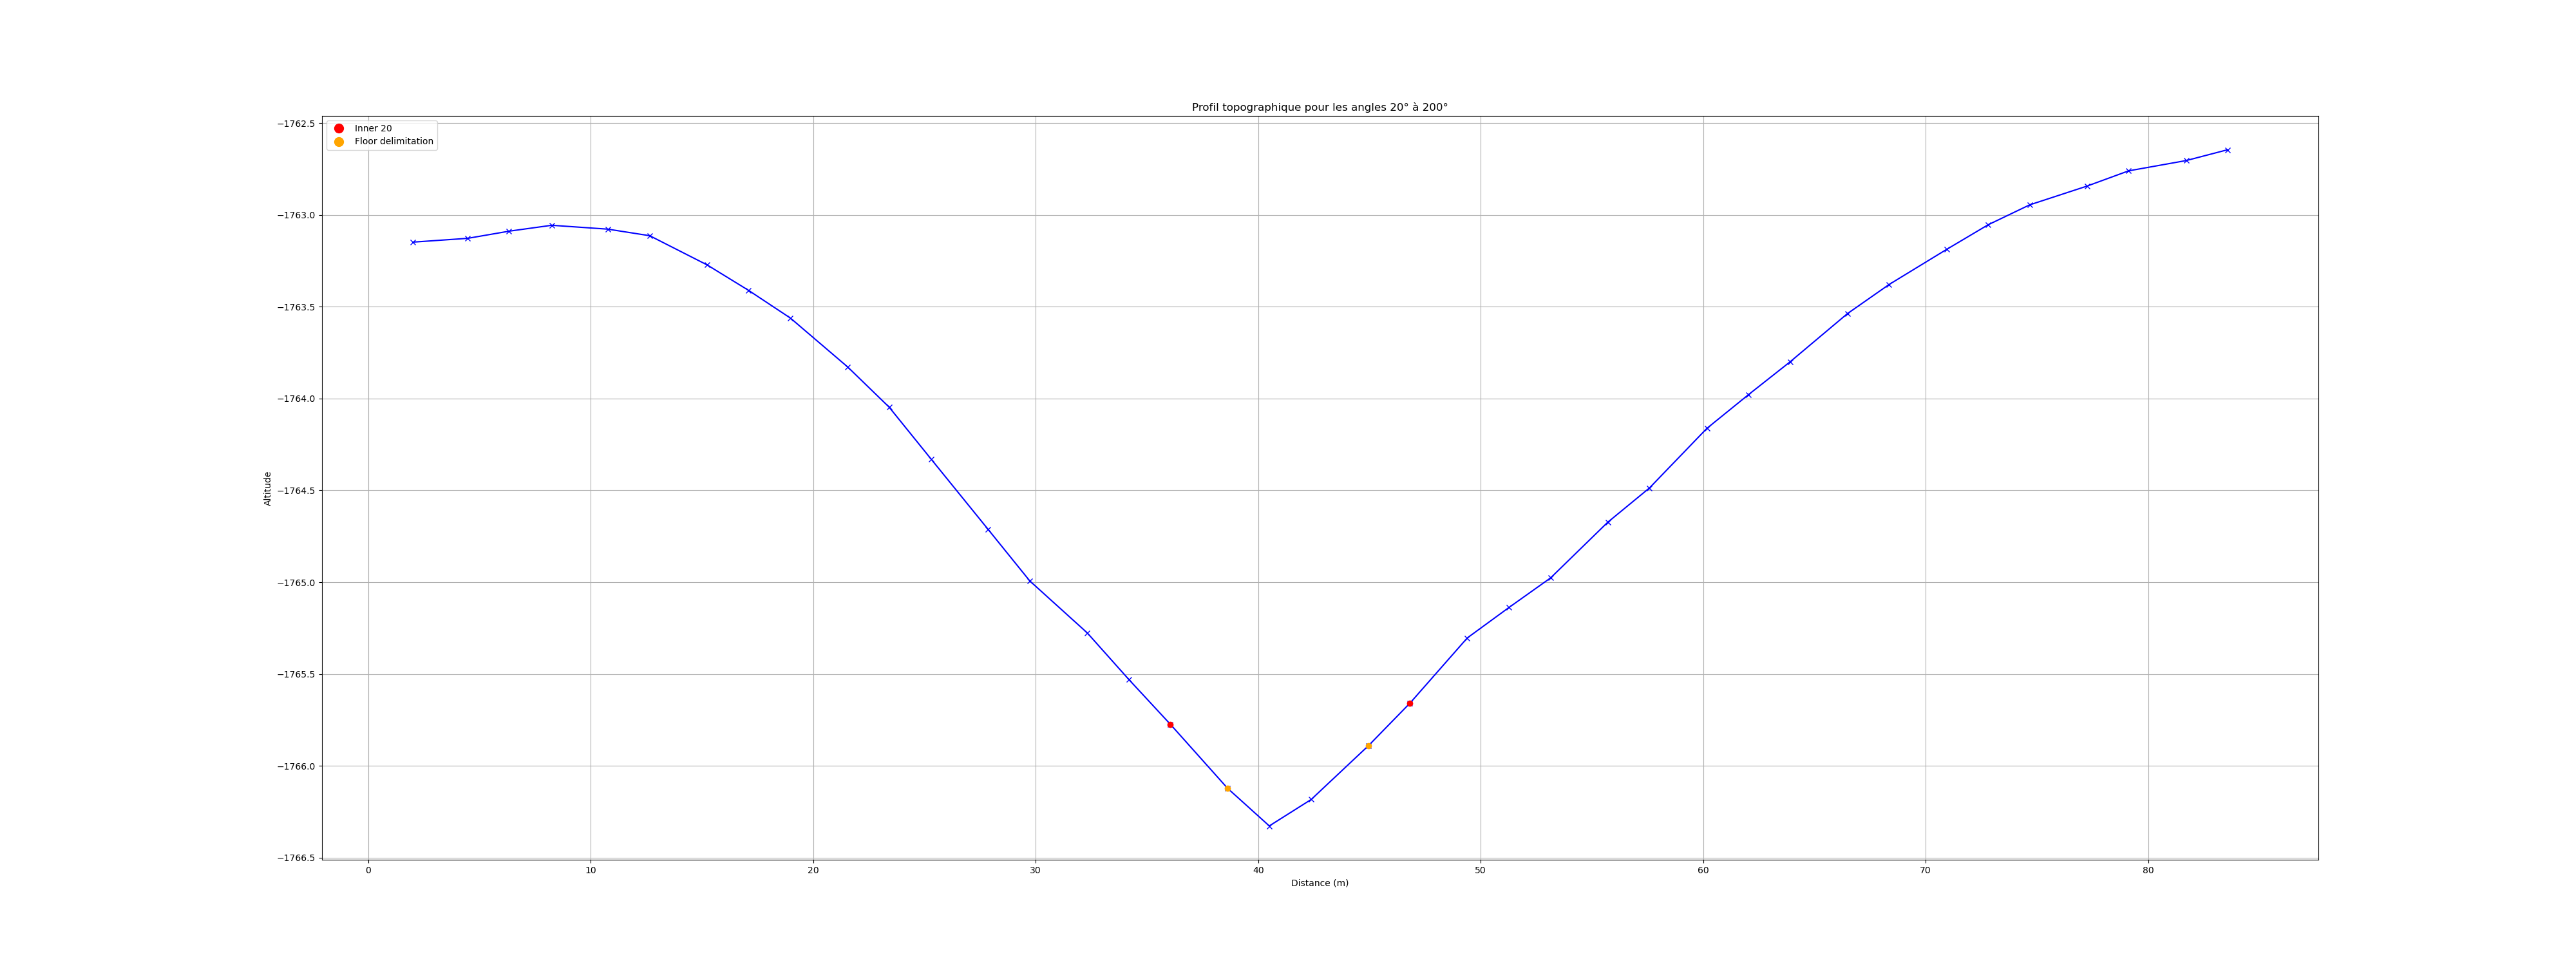 Profil topographique pour les angles 20° à 200°
Inner 20
Floor delimitation
−1762.5
−1763.0
−1763.5
−1764.0
−1764.5
−1765.0
−1765.5
−1766.0
−1766.5
Altitude
0 10 20 30 40 50 60 70 80
Distance (m)